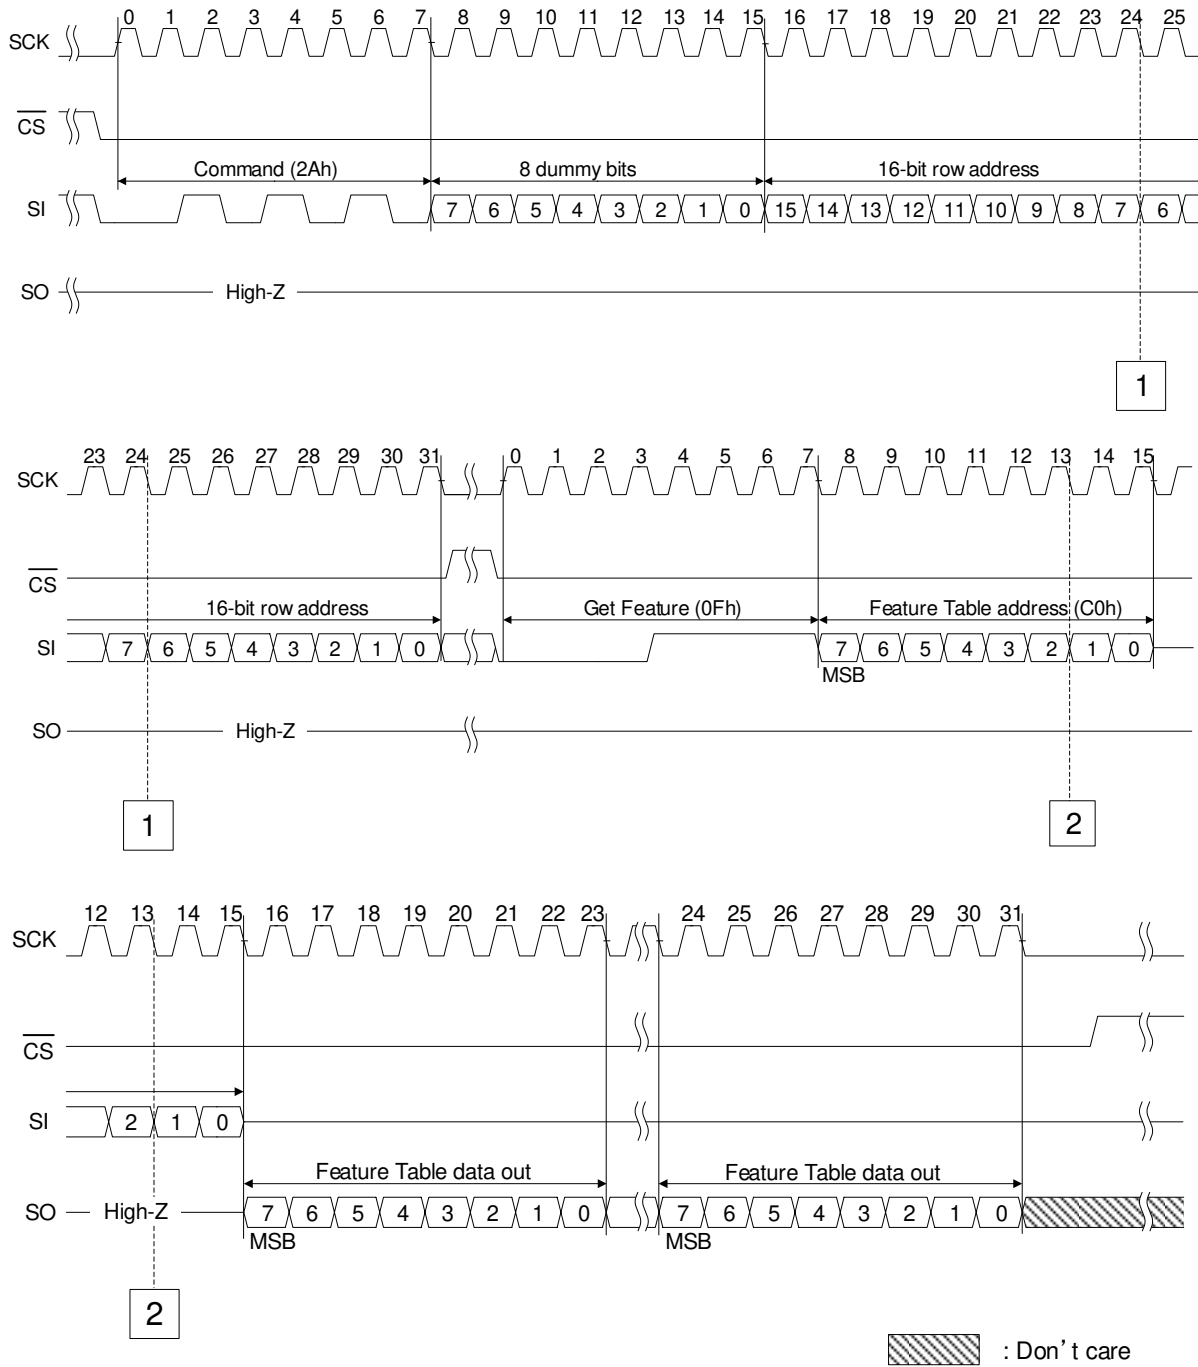 0 1 2 3 4 5 6 7 8 9 10 11 12 13 14 15 16 17 18 19 20 21 22 23 24 25
SCK
CS
Command (2Ah) 8 dummy bits 16-bit row address
SI 7 6 5 4 3 2 1 0 15 14 13 12 11 10 9 8 7 6
SO High-Z
1
23 24 25 26 27 28 29 30 31 0 1 2 3 4 5 6 7 8 9 10 11 12 13 14 15
SCK
CS
16-bit row address Get Feature (0Fh) Feature Table address (C0h)
SI 7 6 5 4 3 2 1 0 7 6 5 4 3 2 1 0
MSB
SO High-Z
1 2
12 13 14 15 16 17 18 19 20 21 22 23 24 25 26 27 28 29 30 31
SCK
CS
SI 2 1 0
Feature Table data out Feature Table data out
SO High-Z 7 6 5 4 3 2 1 0 7 6 5 4 3 2 1 0
MSB MSB
2
: Don't care